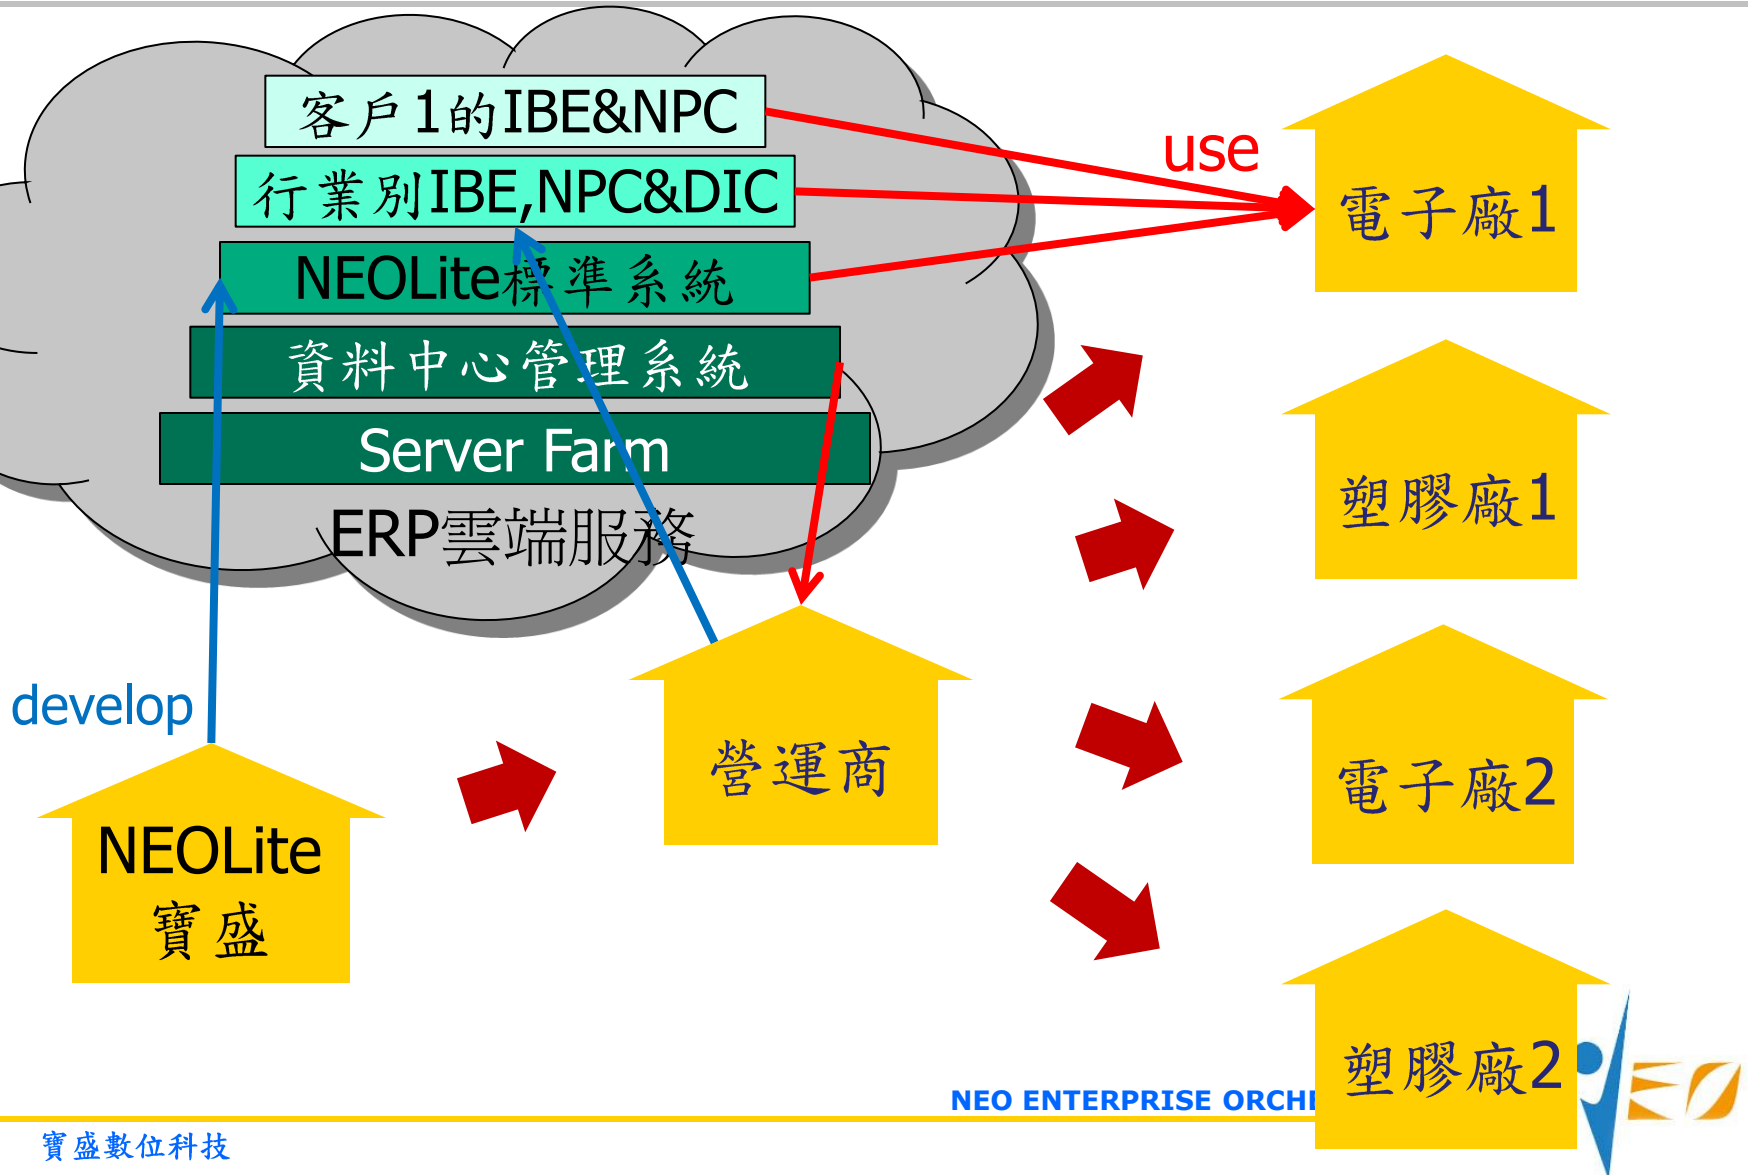 客戶1的IBE&NPC
行業別IBE,NPC&DIC
NEOLite標準系統
資料中心管理系統
Server Farm
ERP雲端服務
use
電子廠1
塑膠廠1
電子廠2
塑膠廠2
develop
營運商
NEOLite
寶盛
NEO ENTERPRISE
寶盛數位科技
NEO